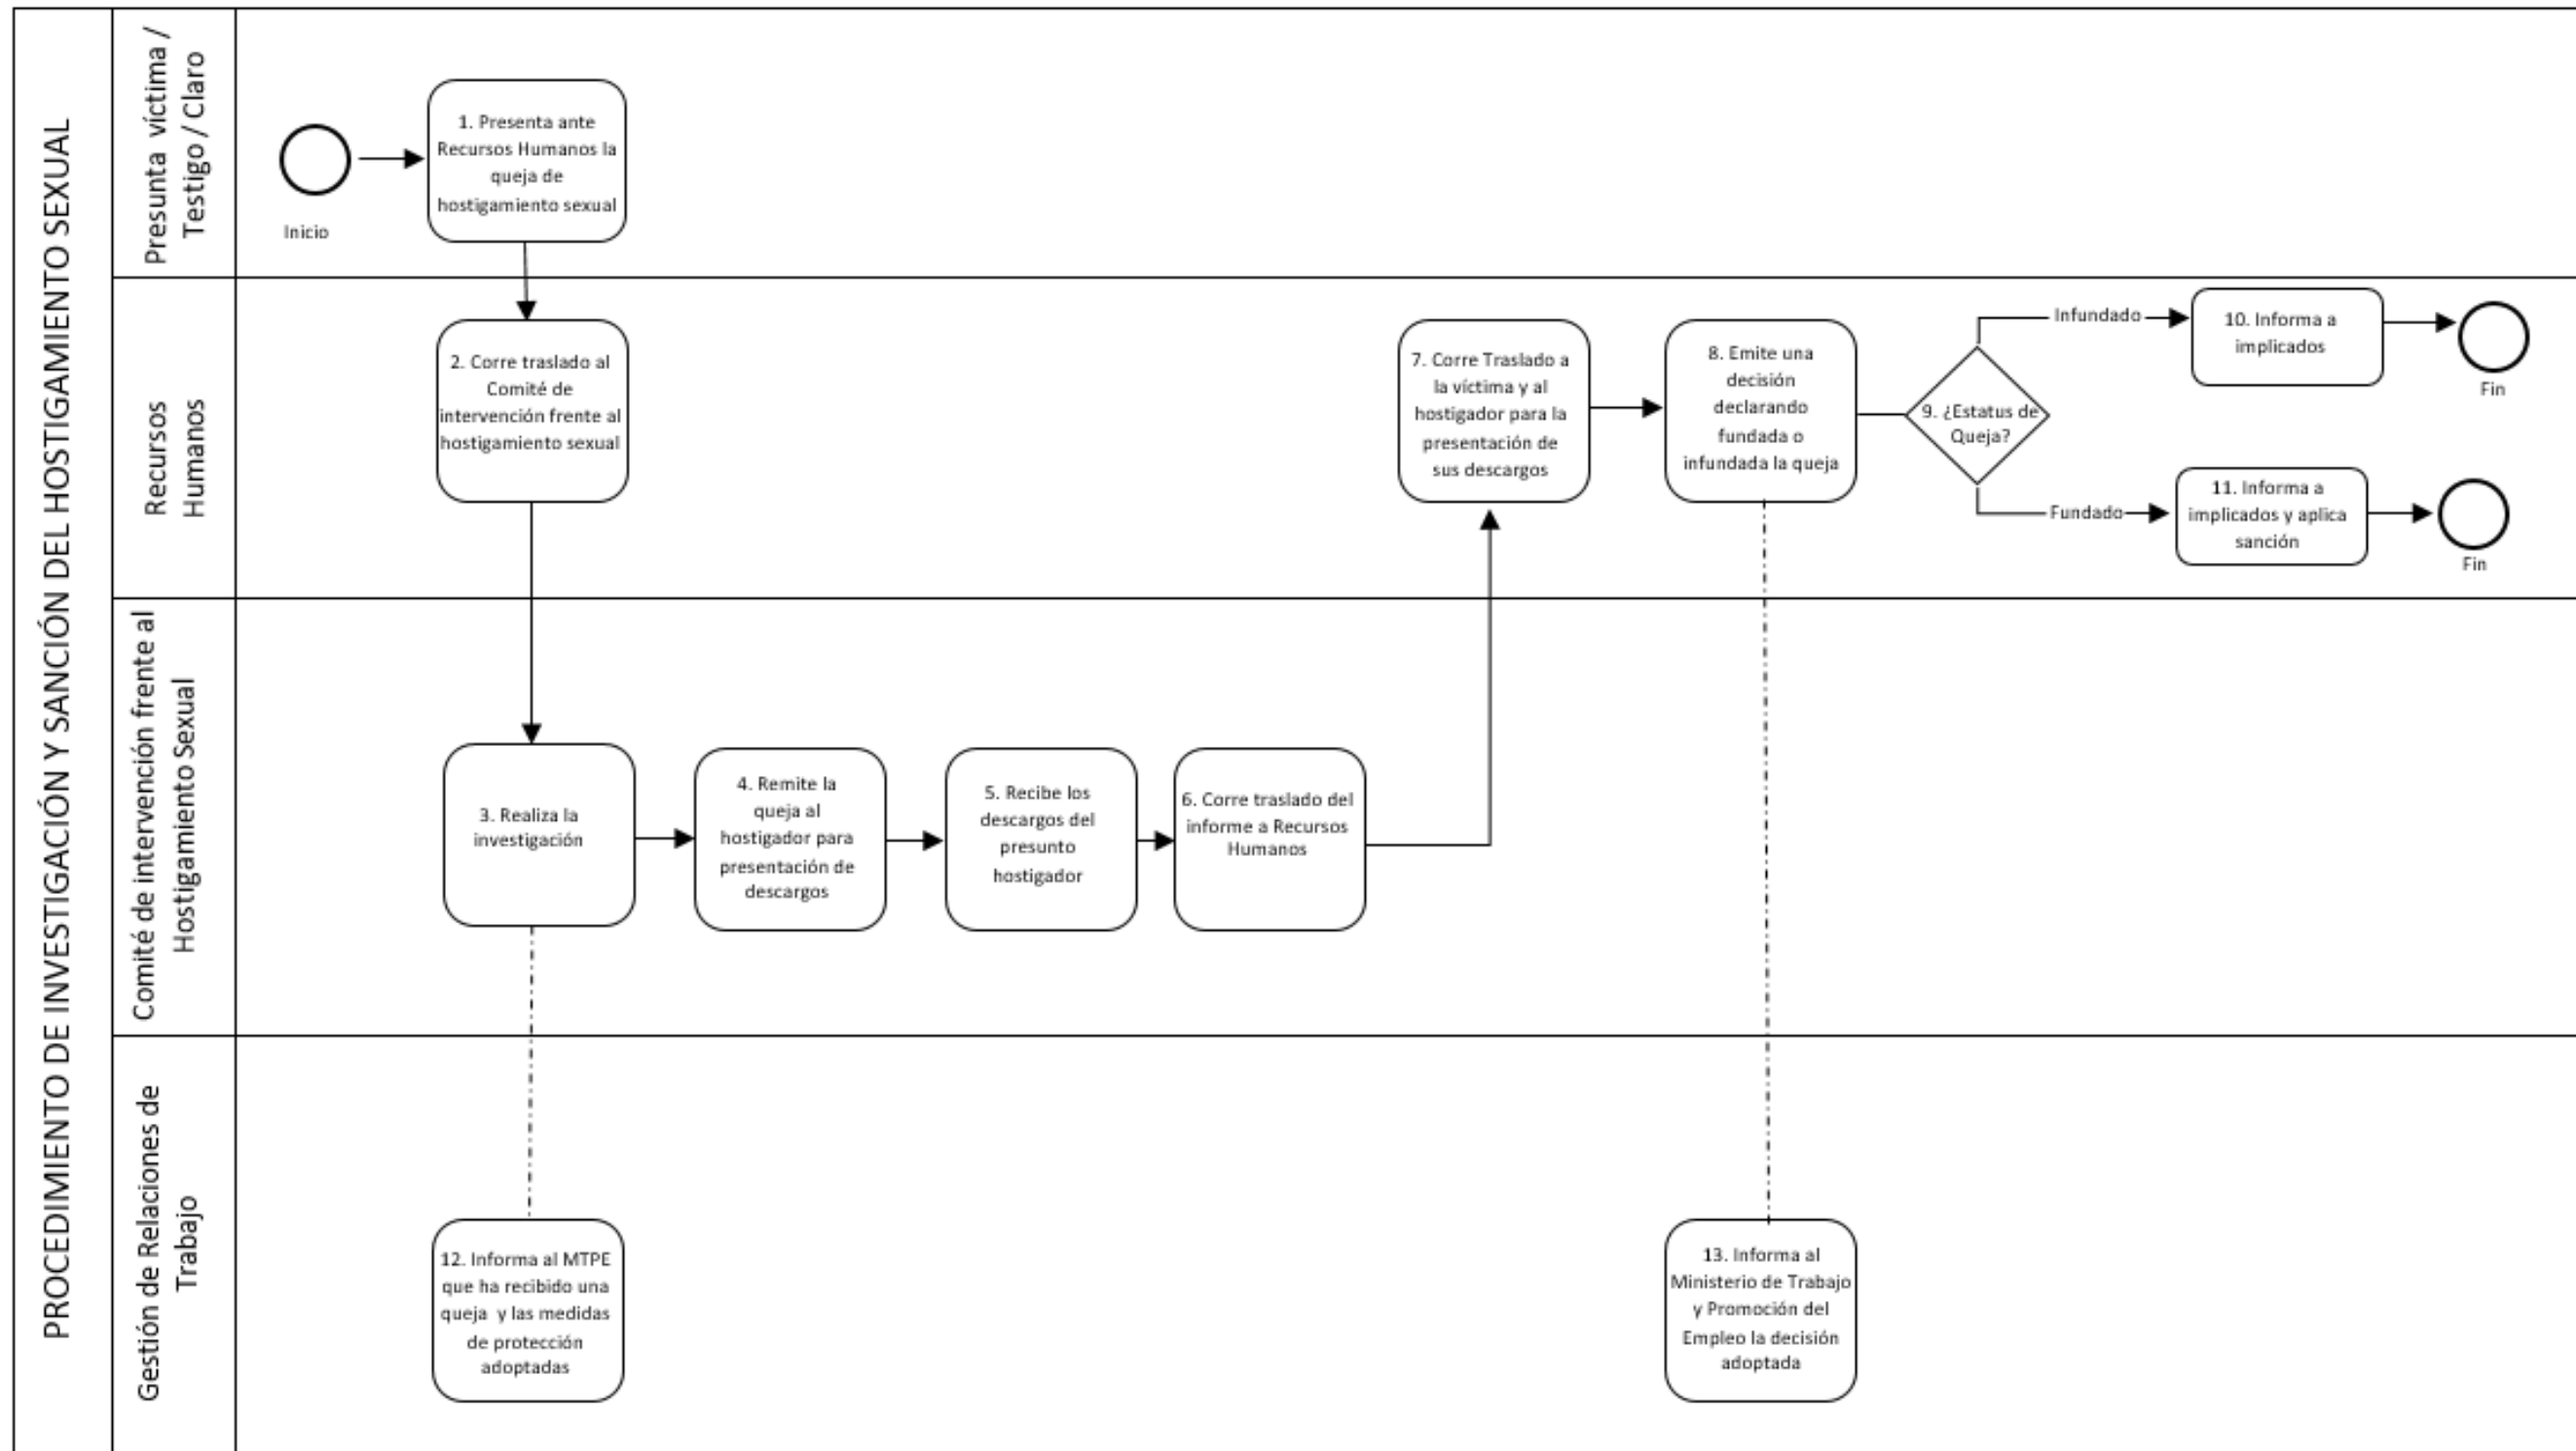 PROCEDIMIENTO DE INVESTIGACIÓN Y SANCIÓN DEL HOSTIGAMIENTO SEXUAL
Presunta víctima /
Testigo / Claro
Inicio
1. Presenta ante
Recursos Humanos la
queja de
hostigamiento sexual
Recursos
Humanos
2. Corre traslado al
Comité de
intervención frente al
hostigamiento sexual
7. Corre Traslado a
la víctima y al
hostigador para la
presentación de
sus descargos
8. Emite una
decisión
declarando
fundada o
infundada la queja
9. ¿Estatus de
Queja?
Infundado
10. Informa a
implicados
Fin
Fundado
11. Informa a
implicados y aplica
sanción
Fin
Comité de intervención frente al
Hostigamiento Sexual
3. Realiza la
investigación
4. Remite la
queja al
hostigador para
presentación de
descargos
5. Recibe los
descargos del
presunto
hostigador
6. Corre traslado del
informe a Recursos
Humanos
Gestión de Relaciones de
Trabajo
12. Informa al MTPE
que ha recibido una
queja y las medidas
de protección
adoptadas
13. Informa al
Ministerio de Trabajo
y Promoción del
Empleo la decisión
adoptada